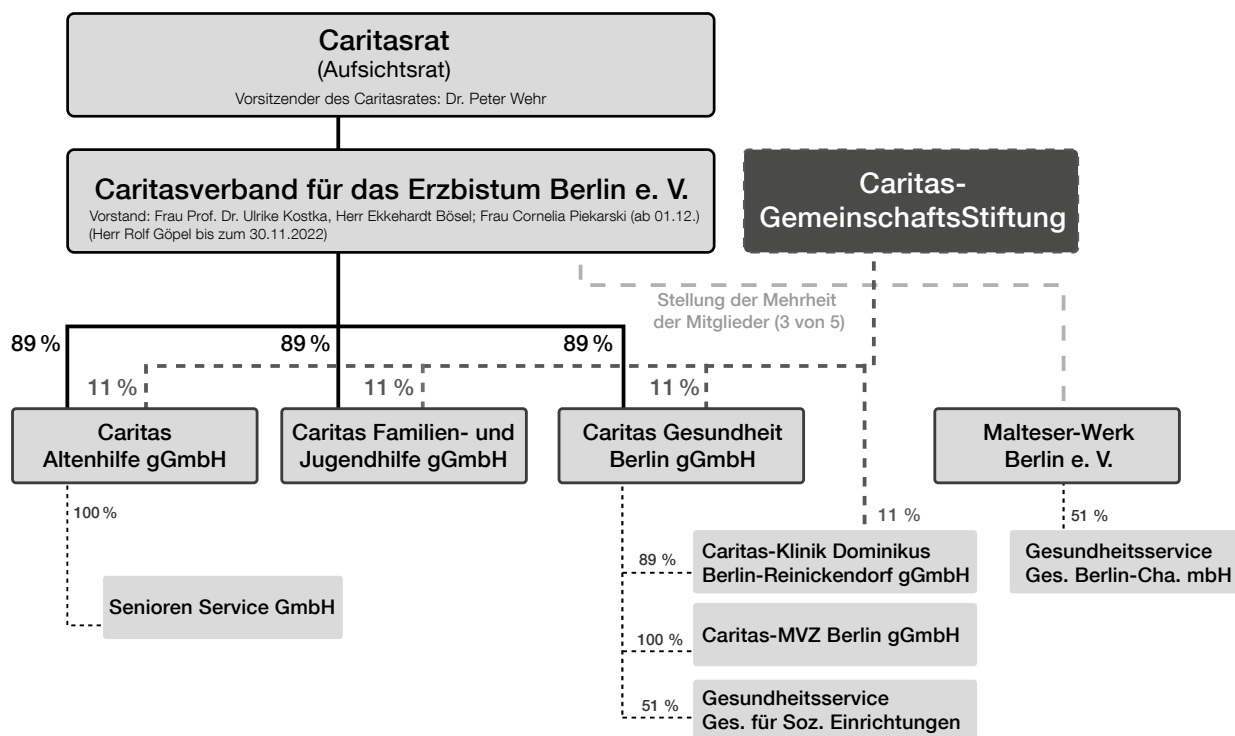 Caritasrat
(Aufsichtsrat)
Vorsitzender des Caritasrates: Dr. Peter Wehr
Caritasverband für das Erzbistum Berlin e. V.
Vorstand: Frau Prof. Dr. Ulrike Kostka, Herr Ekkehardt Bösel; Frau Cornelia Piekarski (ab 01.12.)
(Herr Rolf Göpel bis zum 30.11.2022)
Caritas-
GemeinschaftsStiftung
Stellung der Mehrheit
der Mitglieder (3 von 5)
89 %
89 %
89 %
11 %
11 %
11 %
Caritas
Altenhilfe gGmbH
Caritas Familien- und
Jugendhilfe gGmbH
Caritas Gesundheit
Berlin gGmbH
Malteser-Werk
Berlin e. V.
100 %
Senioren Service GmbH
11 %
89 %
Caritas-Klinik Dominikus
Berlin-Reinickendorf gGmbH
100 %
Caritas-MVZ Berlin gGmbH
51 %
Gesundheitsservice
Ges. für Soz. Einrichtungen
51 %
Gesundheitsservice
Ges. Berlin-Cha. mbH